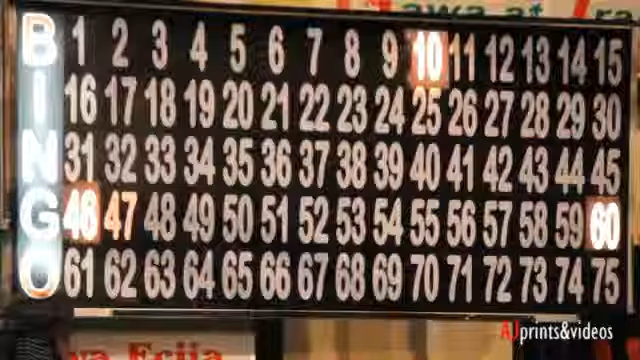 B 1 2 3 4 5 6 7 8 9 10 11 12 13 14 15
I 16 17 18 19 20 21 22 23 24 25 26 27 28 29 30
N 31 32 33 34 35 36 37 38 39 40 41 42 43 44 45
G 46 47 48 49 50 51 52 53 54 55 56 57 58 59 60
O 61 62 63 64 65 66 67 68 69 70 71 72 73 74 75
Ecija
AJprints&videos